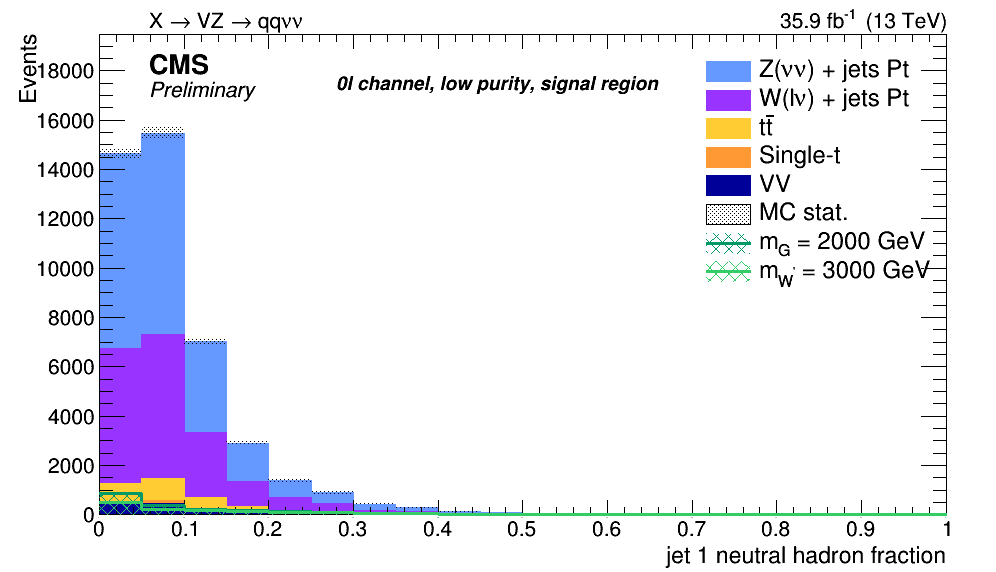 X → VZ → qqνν
35.9 fb⁻¹ (13 TeV)
Events
CMS
Preliminary
0l channel, low purity, signal region
Z(νν) + jets Pt
W(lν) + jets Pt
tt̄
Single-t
VV
MC stat.
m_G = 2000 GeV
m_W' = 3000 GeV
18000
16000
14000
12000
10000
8000
6000
4000
2000
0
0 0.1 0.2 0.3 0.4 0.5 0.6 0.7 0.8 0.9 1
jet 1 neutral hadron fraction